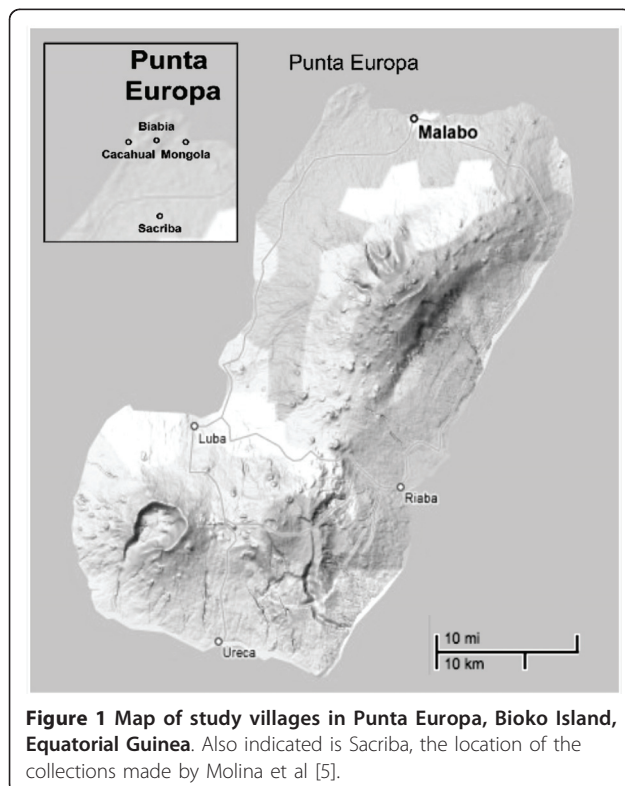 Punta
Europa
Biabia
Cacahual Mongola
Sacriba
Punta Europa
Malabo
Luba
Riaba
Ureca
10 mi
10 km
Figure 1 Map of study villages in Punta Europa, Bioko Island,
Equatorial Guinea. Also indicated is Sacriba, the location of the
collections made by Molina et al [5].